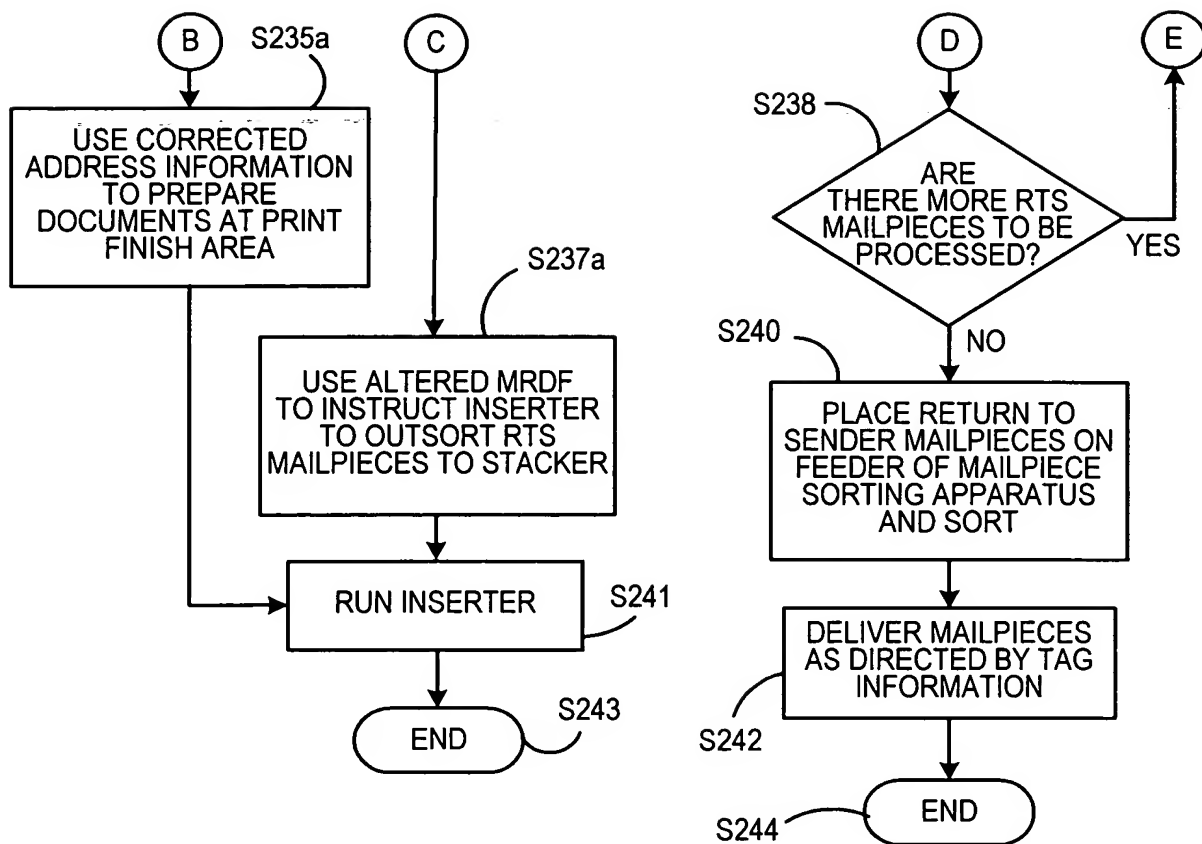 B
S235a
USE CORRECTED
ADDRESS INFORMATION
TO PREPARE
DOCUMENTS AT PRINT
FINISH AREA
C
S237a
USE ALTERED MRDF
TO INSTRUCT INSERTER
TO OUTSORT RTS
MAILPIECES TO STACKER
RUN INSERTER
S241
END
S243
D
E
S238
ARE
THERE MORE RTS
MAILPIECES TO BE
PROCESSED?
YES
NO
S240
PLACE RETURN TO
SENDER MAILPIECES ON
FEEDER OF MAILPIECE
SORTING APPARATUS
AND SORT
DELIVER MAILPIECES
AS DIRECTED BY TAG
INFORMATION
S242
END
S244